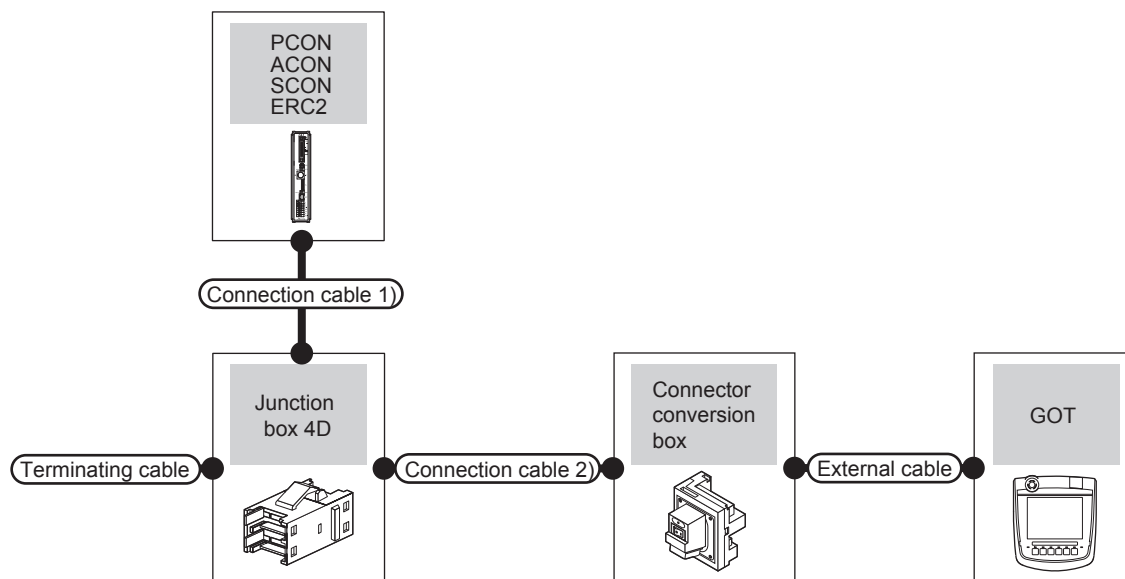 PCON
ACON
SCON
ERC2
Connection cable 1)
Junction
box 4D
Connector
conversion
box
GOT
Terminating cable
Connection cable 2)
External cable